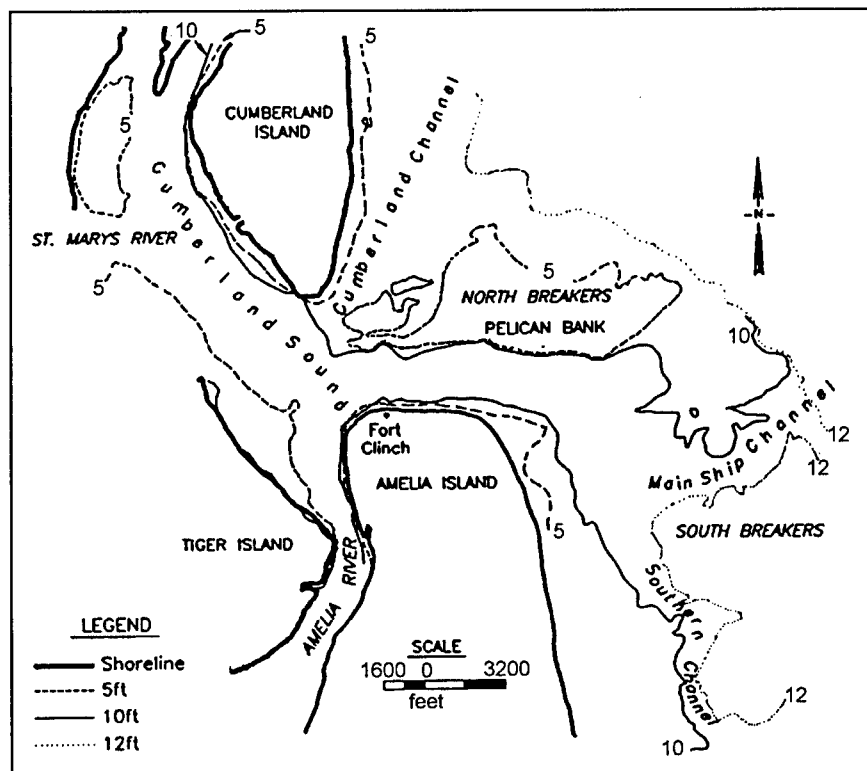 10
5
5
CUMBERLAND
ISLAND
5
Cumberland Channel
Cumberland Sound
N
ST. MARYS RIVER
5
5
NORTH BREAKERS
PELICAN BANK
10
Fort
Clinch
12
Main Ship Channel
12
AMELIA ISLAND
5
SOUTH BREAKERS
TIGER ISLAND
AMELIA RIVER
Southern Channel
LEGEND
Shoreline
5ft
10ft
12ft
SCALE
1600 0 3200
feet
12
10